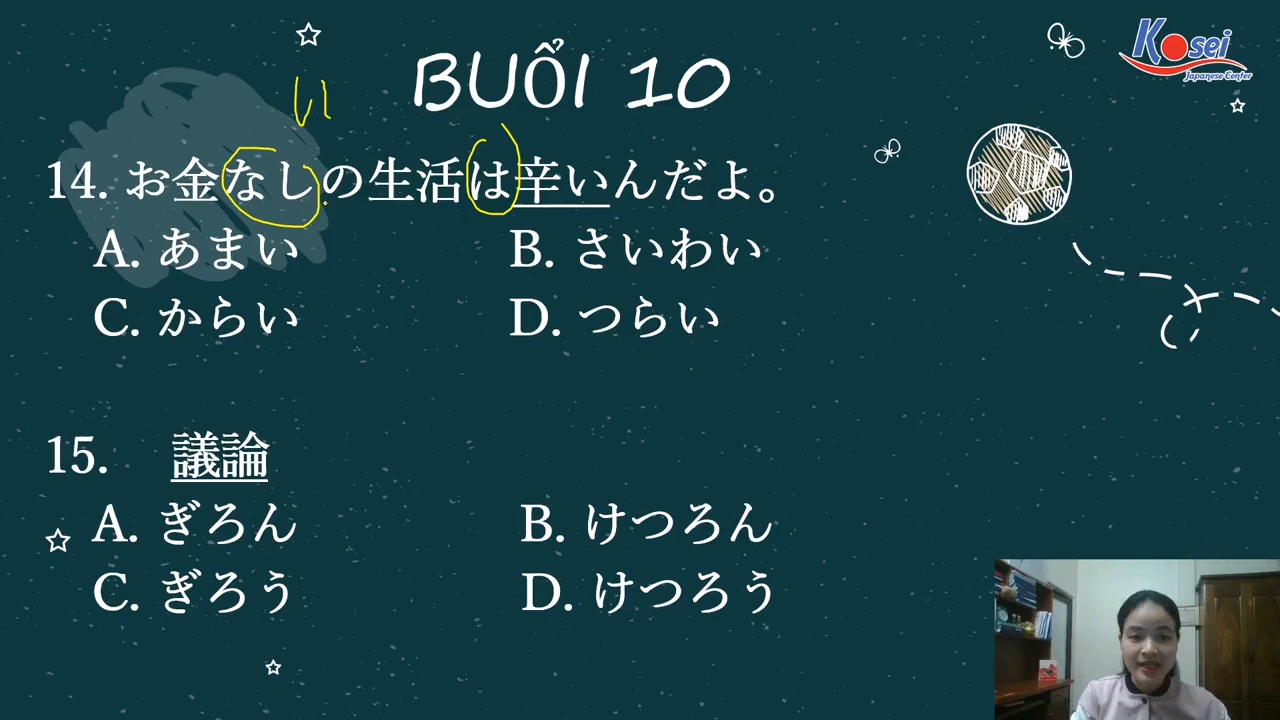 Kosei
Japanese Center
BUỔI 10
い
14. お金なしの生活は辛いんだよ。
A. あまい B. さいわい
C. からい D. つらい
15. 議論
A. ぎろん B. けつろん
C. ぎろう D. けつろう